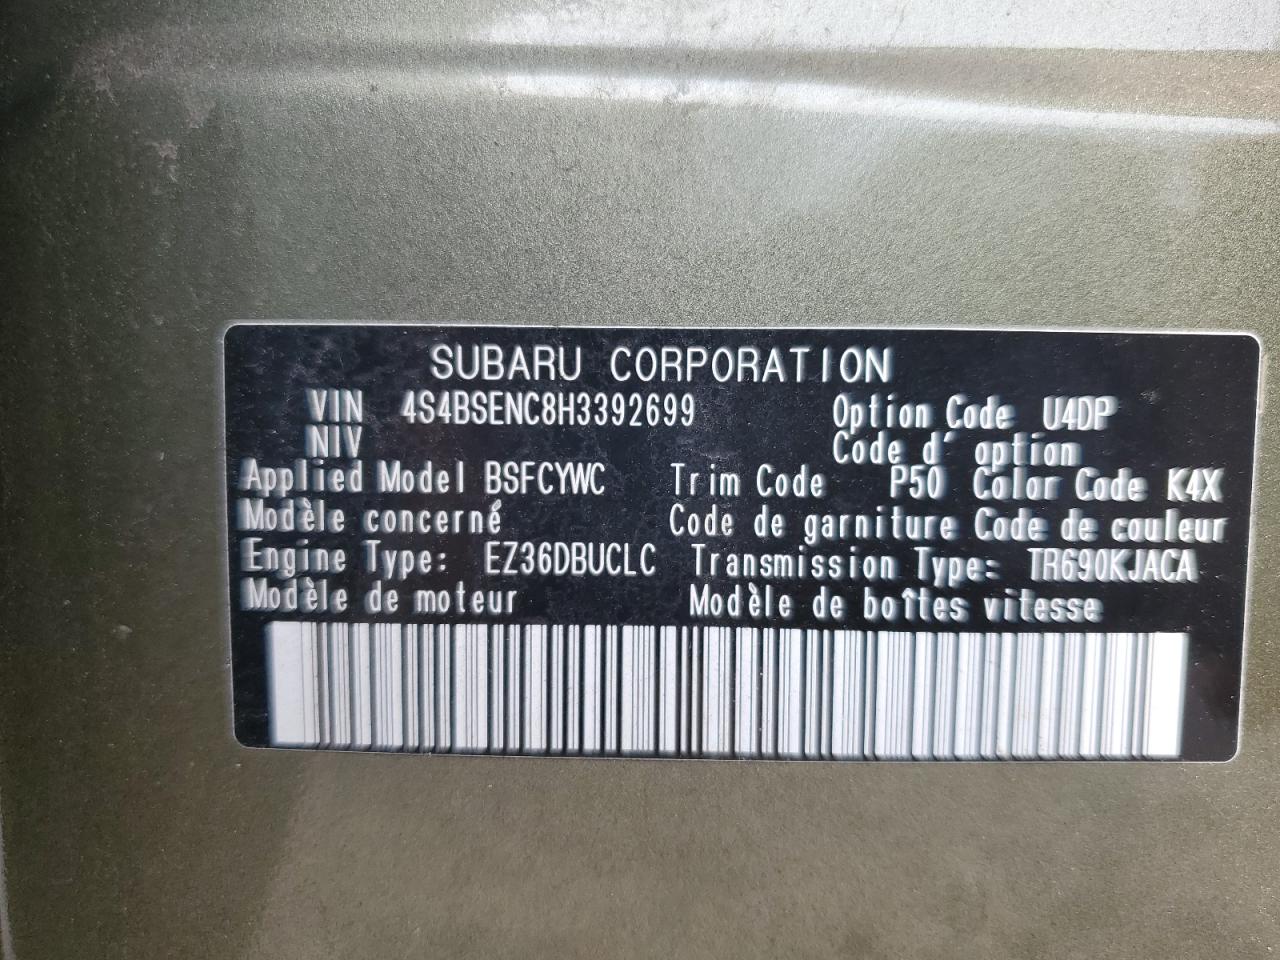 SUBARU CORPORATION
VIN 4S4BSENC8H3392699 Option Code U4DP
NIV Code d' option
Applied Model BSFCYWC Trim Code P50 Color Code K4X
Modèle concerné Code de garniture Code de couleur
Engine Type: EZ36DBUCLC Transmission Type: TR690KJACA
Modèle de moteur Modèle de boîtes vitesse